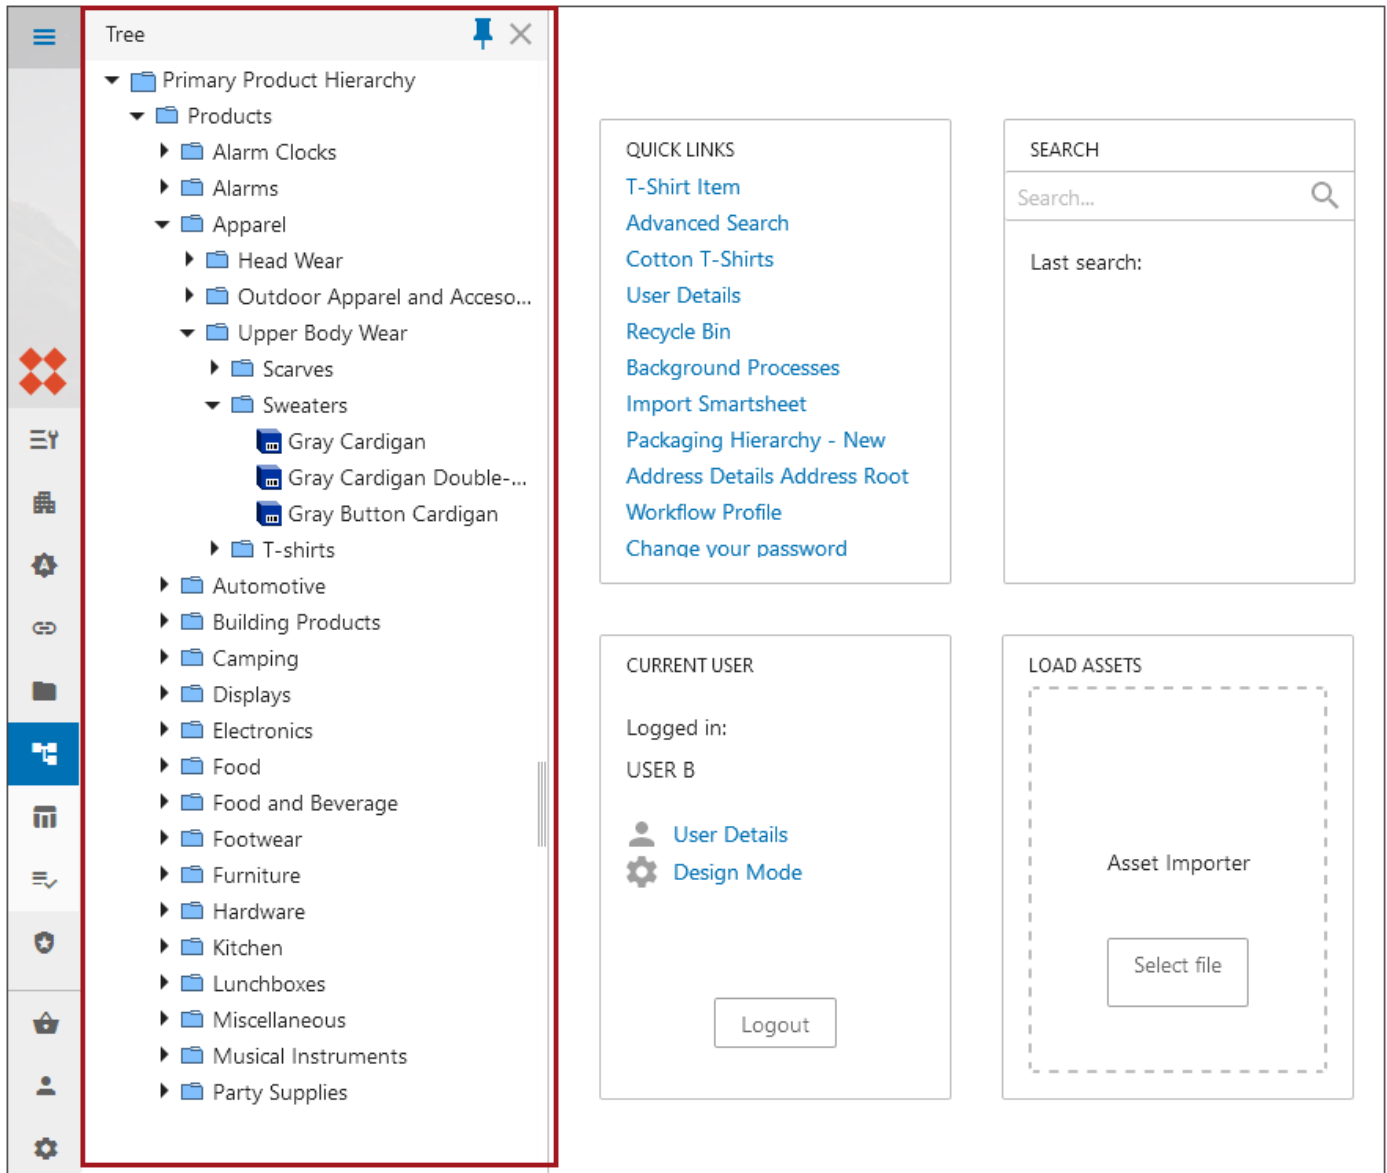 Tree
Primary Product Hierarchy
Products
Alarm Clocks
Alarms
Apparel
Head Wear
Outdoor Apparel and Acceso...
Upper Body Wear
Scarves
Sweaters
Gray Cardigan
Gray Cardigan Double-...
Gray Button Cardigan
T-shirts
Automotive
Building Products
Camping
Displays
Electronics
Food
Food and Beverage
Footwear
Furniture
Hardware
Kitchen
Lunchboxes
Miscellaneous
Musical Instruments
Party Supplies
QUICK LINKS
T-Shirt Item
Advanced Search
Cotton T-Shirts
User Details
Recycle Bin
Background Processes
Import Smartsheet
Packaging Hierarchy - New
Address Details Address Root
Workflow Profile
Change your password
SEARCH
Search...
Last search:
CURRENT USER
Logged in:
USER B
User Details
Design Mode
Logout
LOAD ASSETS
Asset Importer
Select file